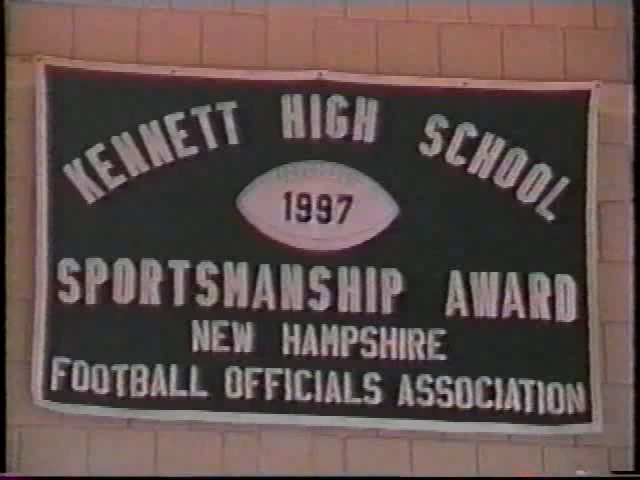 KENNETT HIGH SCHOOL
1997
SPORTSMANSHIP AWARD
NEW HAMPSHIRE
FOOTBALL OFFICIALS ASSOCIATION